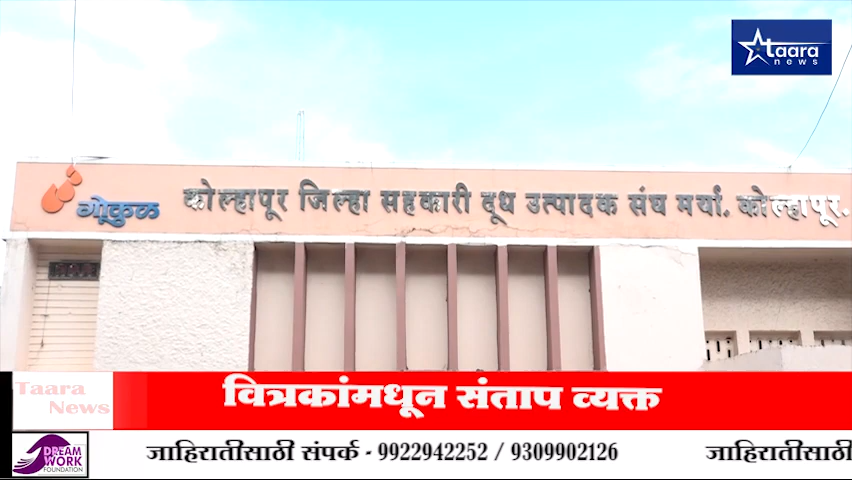 taara
news
गोकुळ
कोल्हापूर जिल्हा सहकारी दूध उत्पादक संघ मर्या. कोल्हापूर.
Taara
News
वित्रकांमधून संताप व्यक्त
DREAM
WORK
FOUNDATION
जाहिरातीसाठी संपर्क - 9922942252 / 9309902126 जाहिरातीसाठी